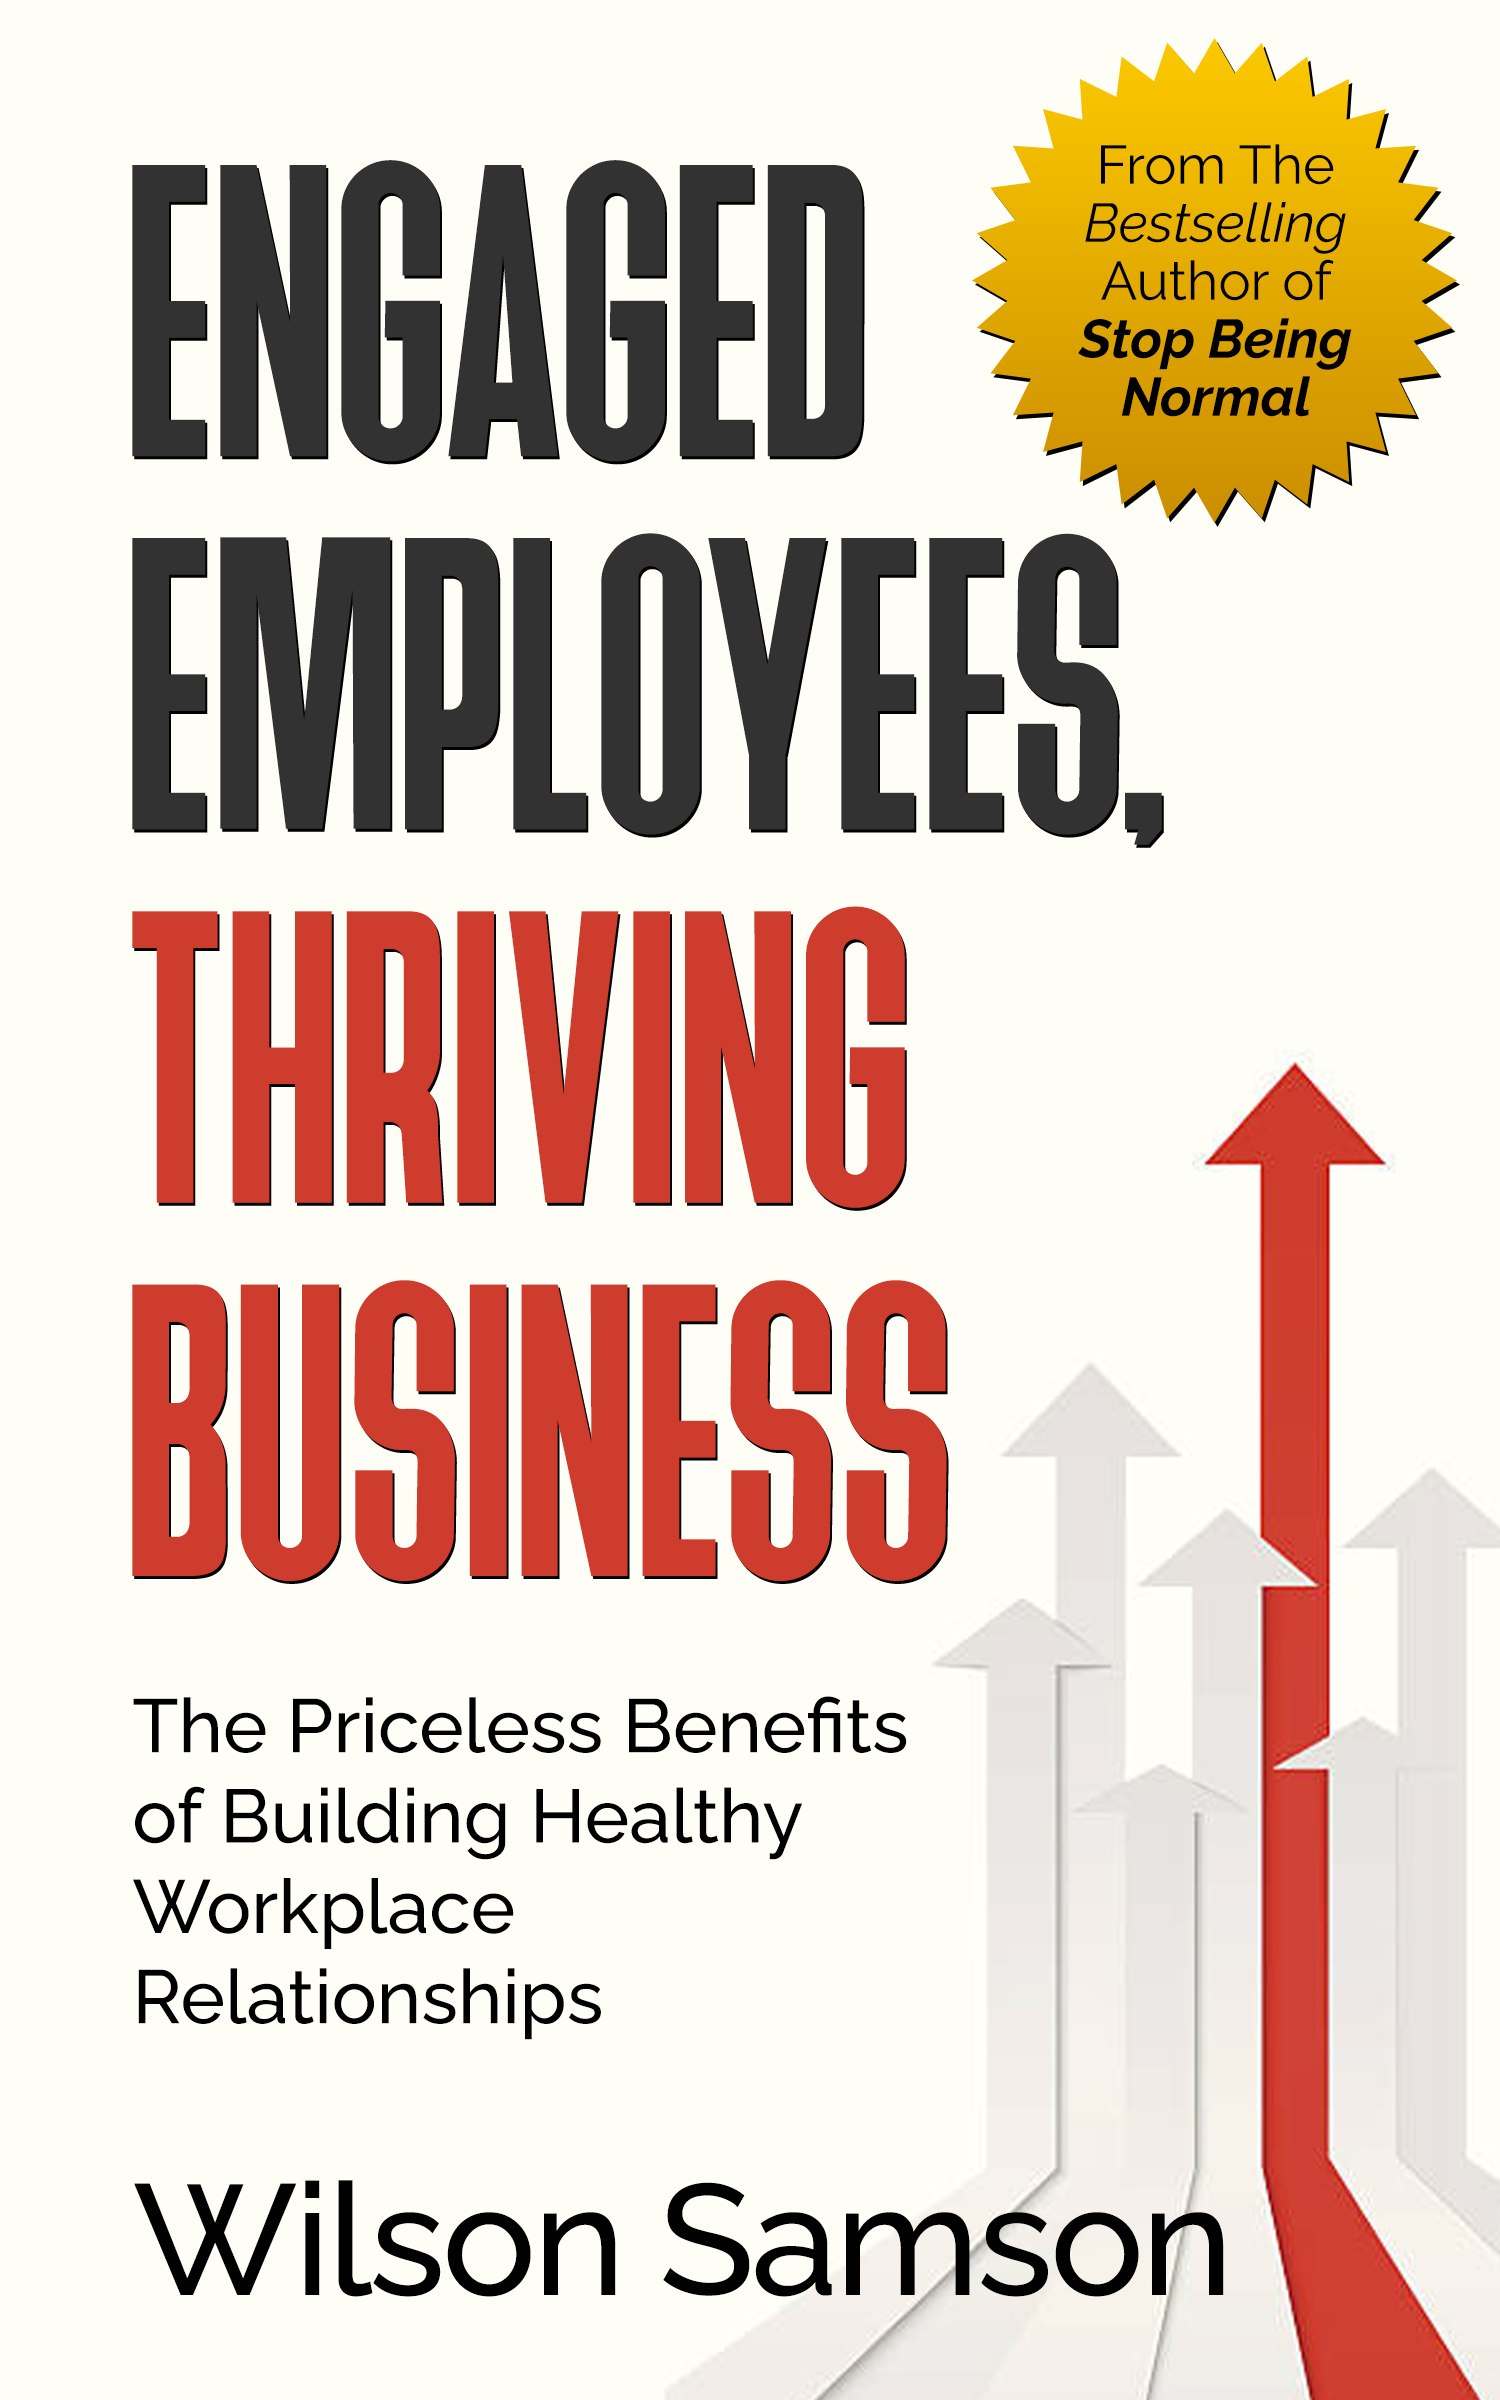 ENGAGED
EMPLOYEES,
THRIVING
BUSINESS
From The
Bestselling
Author of
Stop Being
Normal
The Priceless Benefits
of Building Healthy
Workplace
Relationships
Wilson Samson